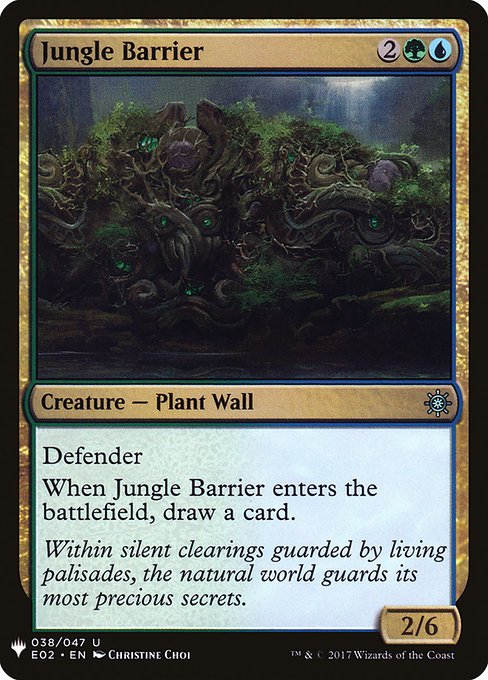 Jungle Barrier 2
Creature — Plant Wall
Defender
When Jungle Barrier enters the
battlefield, draw a card.
Within silent clearings guarded by living
palisades, the natural world guards its
most precious secrets.
2/6
038/047 U
E02 • EN Christine Choi
™ & © 2017 Wizards of the Coast